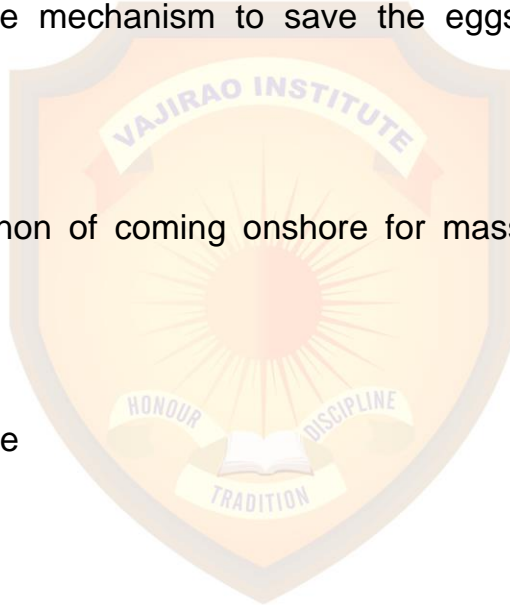 e mechanism to save the eggs
VAJIRAO INSTITUTE
non of coming onshore for mass
HONOUR
DISCIPLINE
e
TRADITION